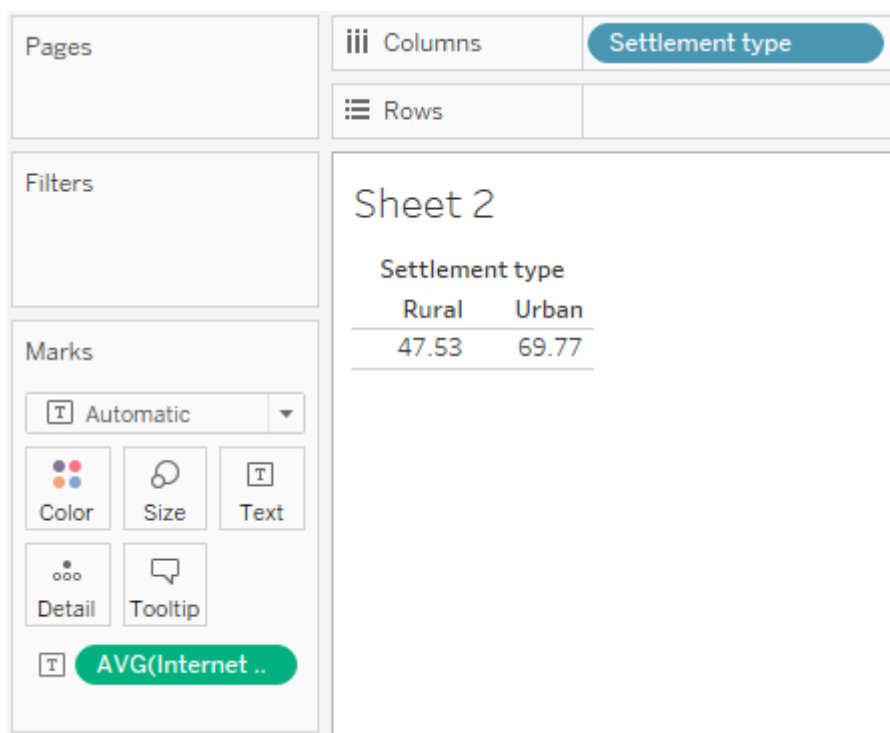 Pages
Columns Settlement type
Rows
Filters
Sheet 2
Settlement type
Rural Urban
47.53 69.77
Marks
T Automatic
Color Size T Text
Detail Tooltip
T AVG(Internet ..